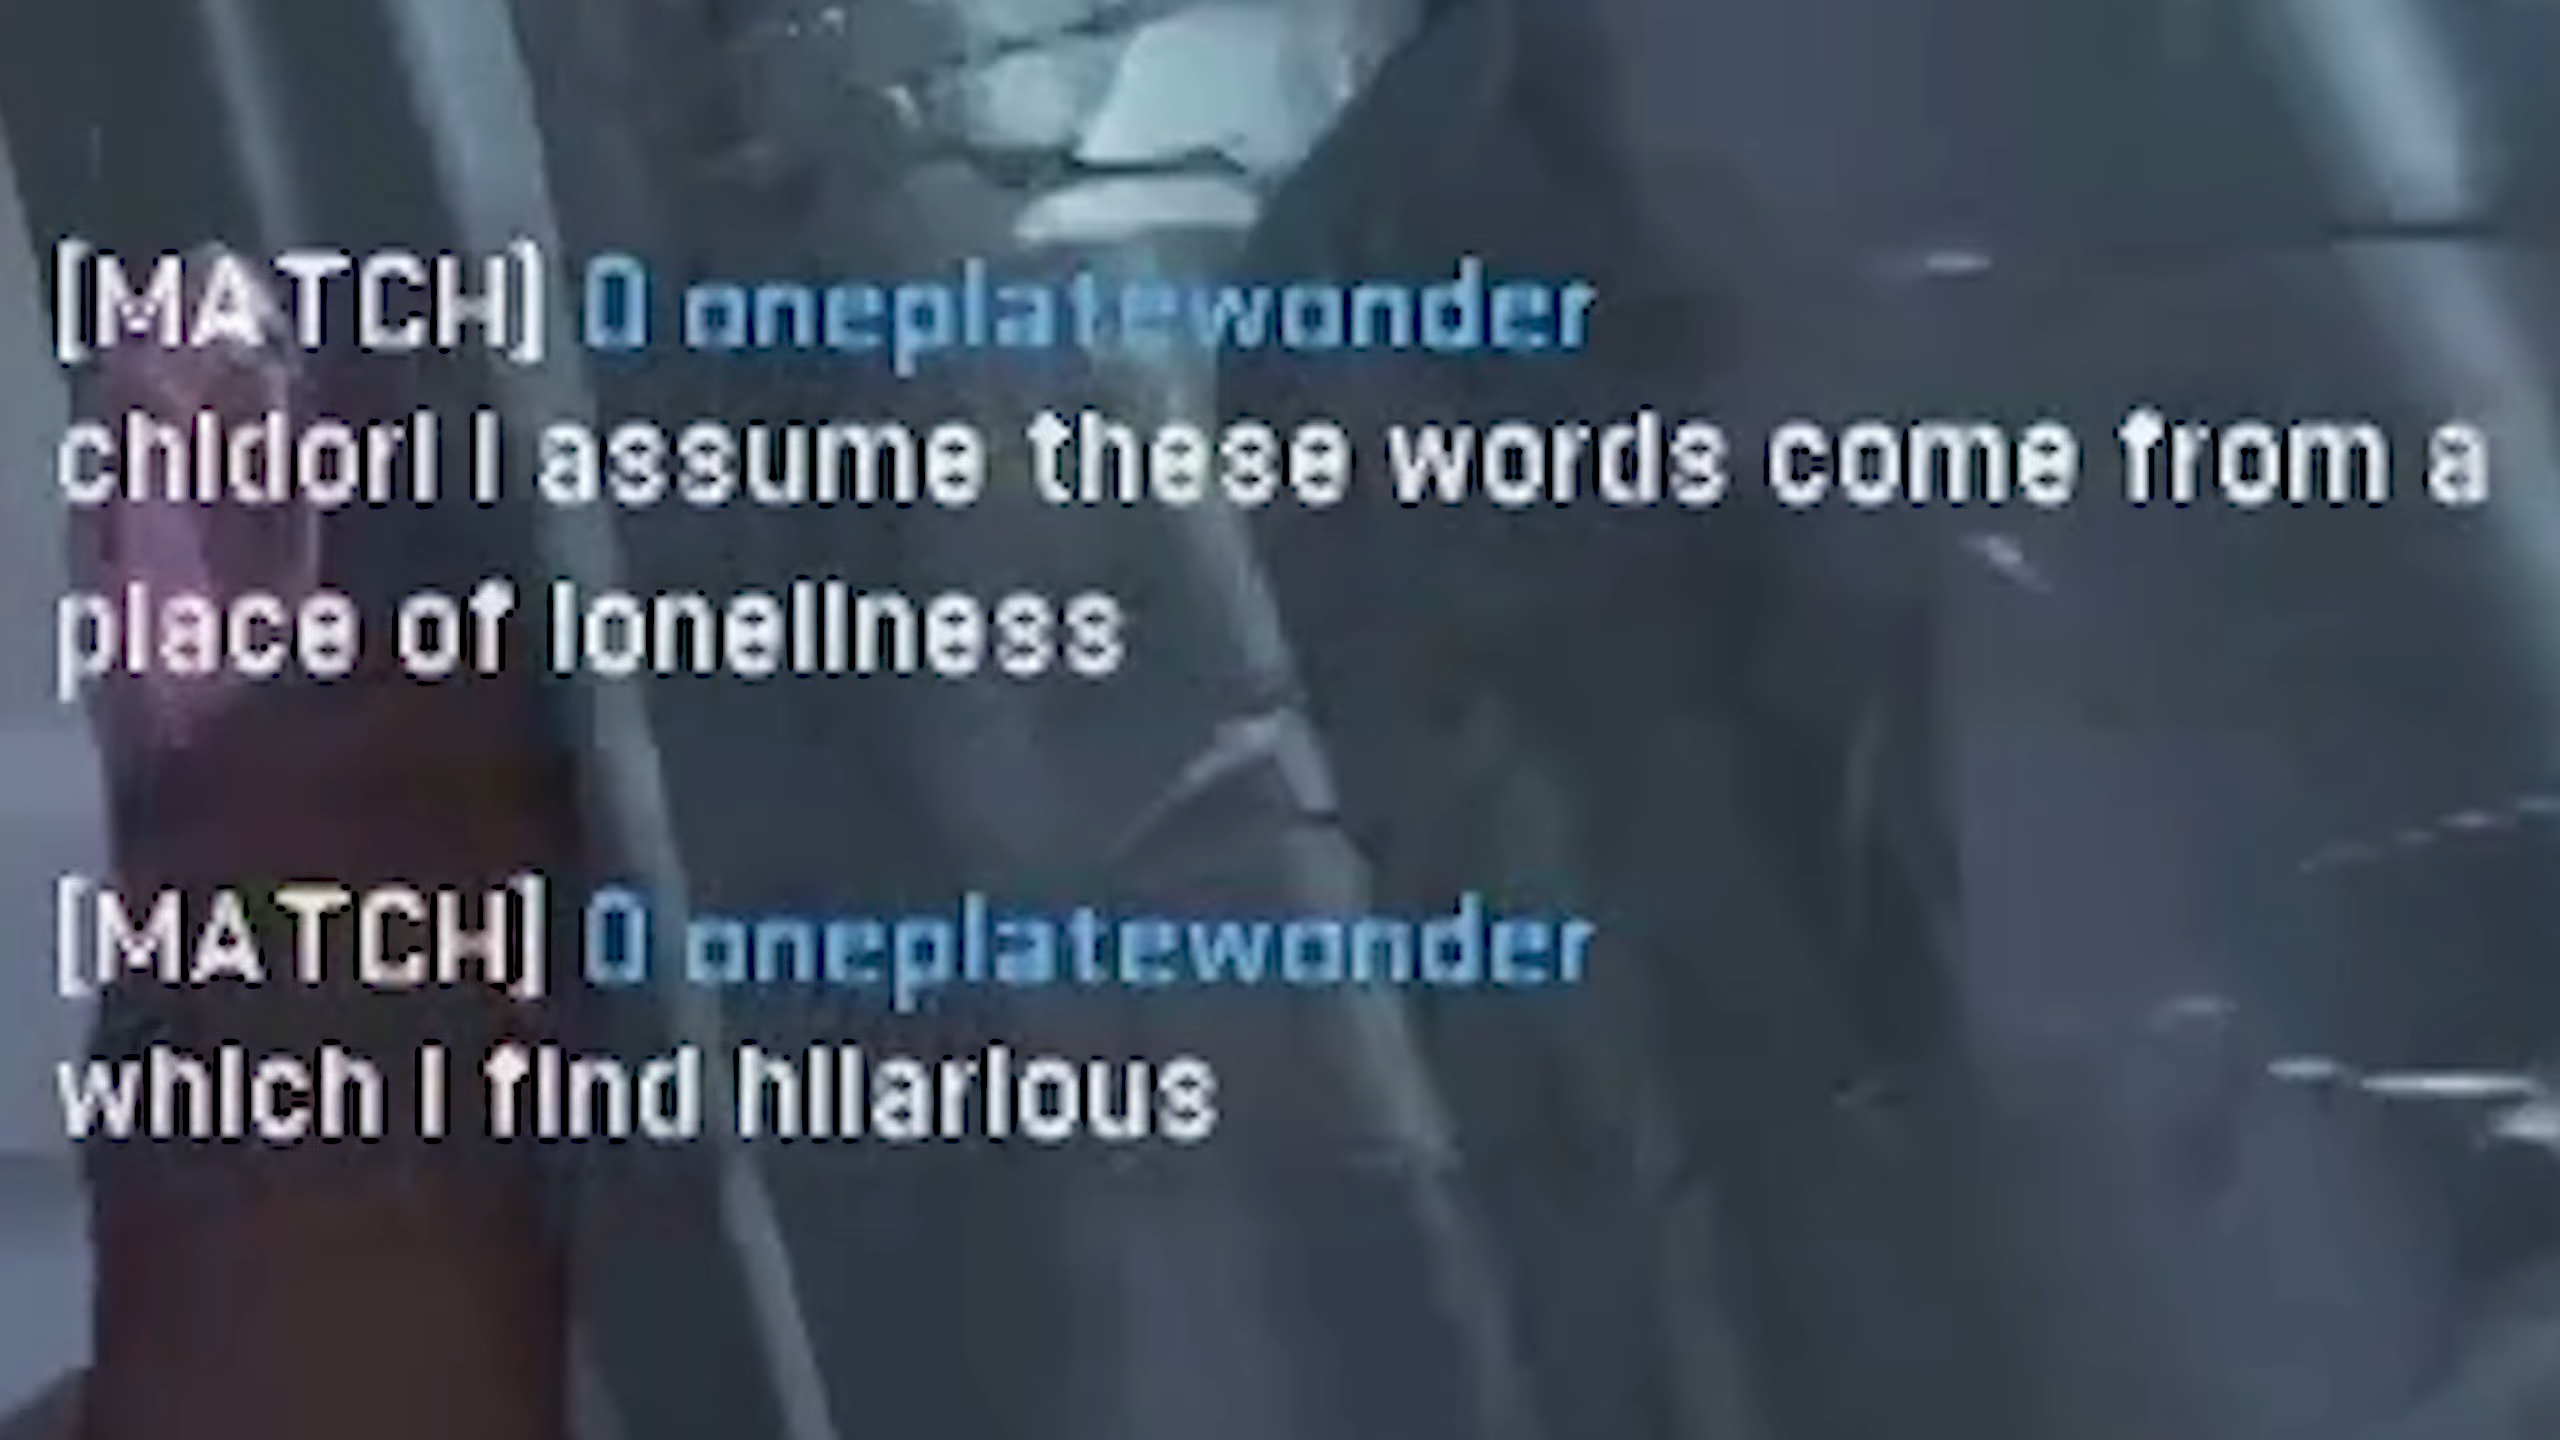 [MATCH] 0 oneplatewonder
chidori i assume these words come from a
place of loneliness
[MATCH] 0 oneplatewonder
which i find hilarious